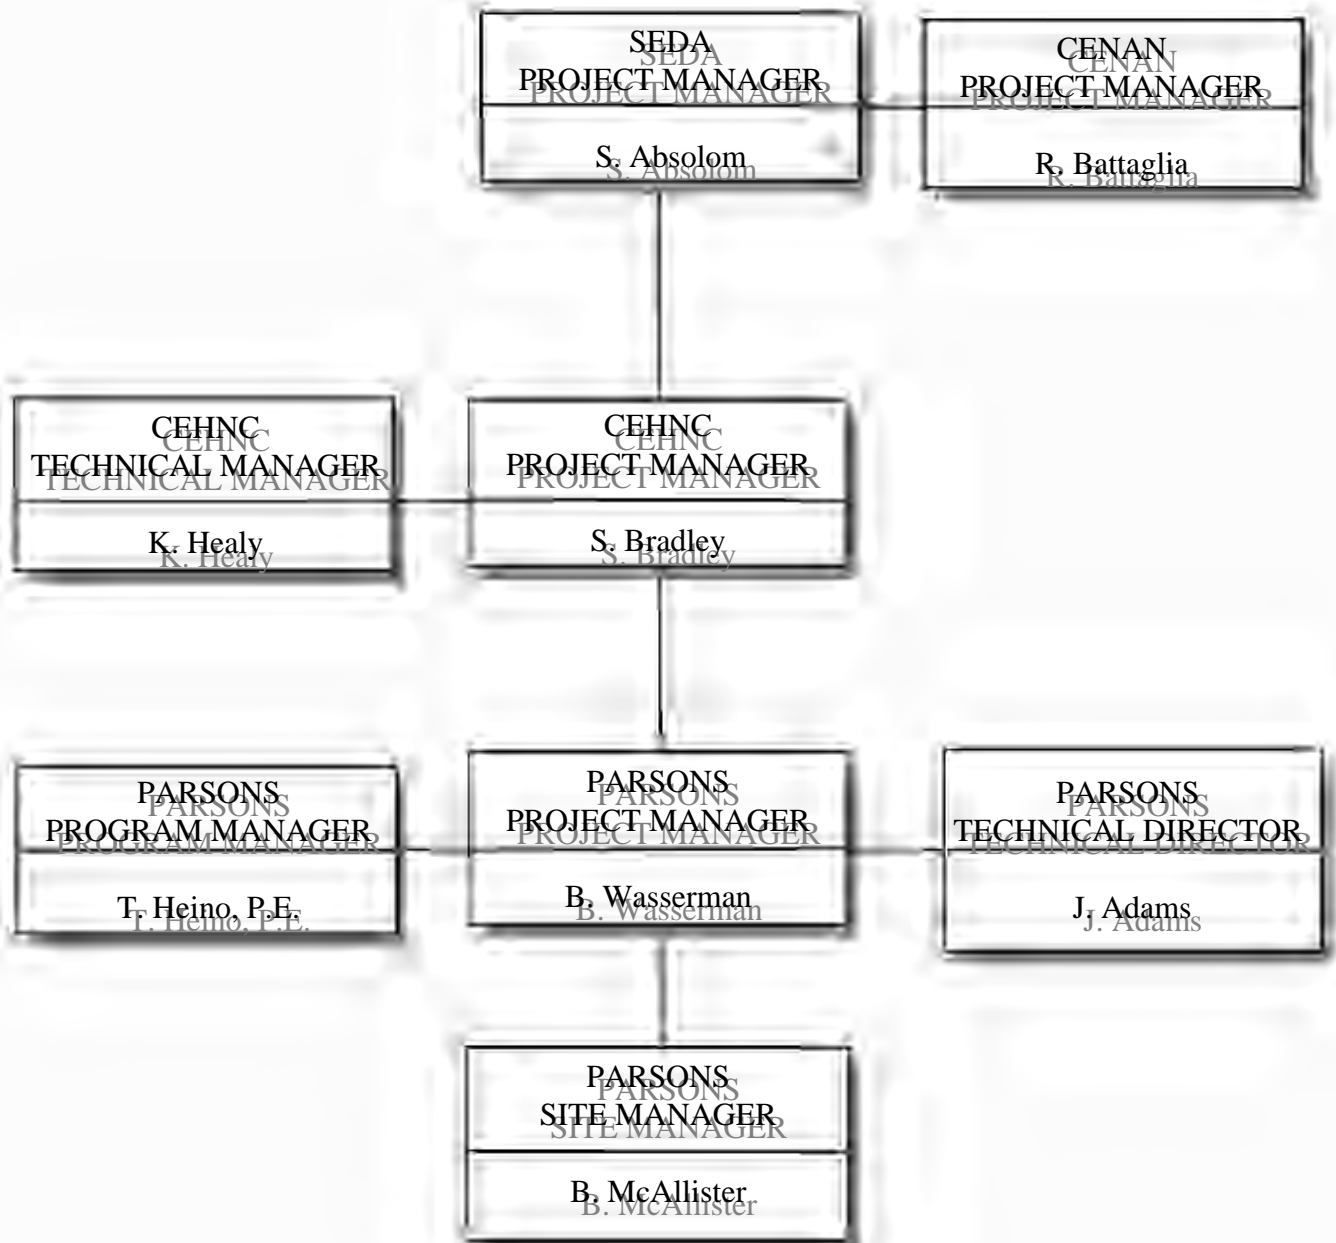 SEDA
PROJECT MANAGER
S. Absolom
CENAN
PROJECT MANAGER
R. Battaglia
CEHNC
TECHNICAL MANAGER
K. Healy
CEHNC
PROJECT MANAGER
S. Bradley
PARSONS
PROGRAM MANAGER
T. Heino, P.E.
PARSONS
PROJECT MANAGER
B. Wasserman
PARSONS
TECHNICAL DIRECTOR
J. Adams
PARSONS
SITE MANAGER
B. McAllister